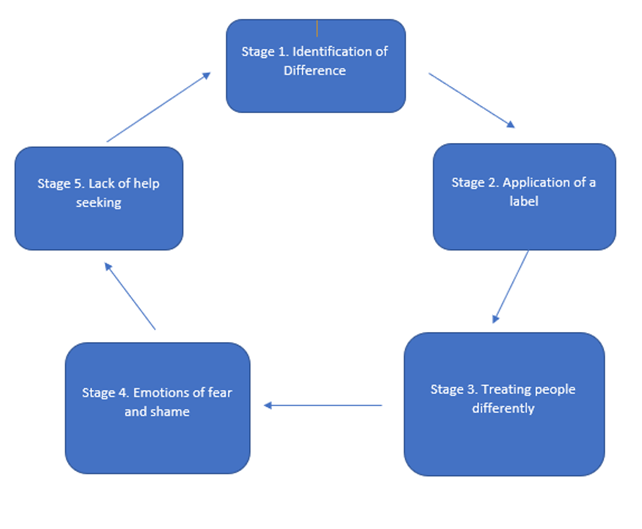 Stage 1. Identification of
Difference
Stage 2. Application of a
label
Stage 3. Treating people
differently
Stage 4. Emotions of fear
and shame
Stage 5. Lack of help
seeking